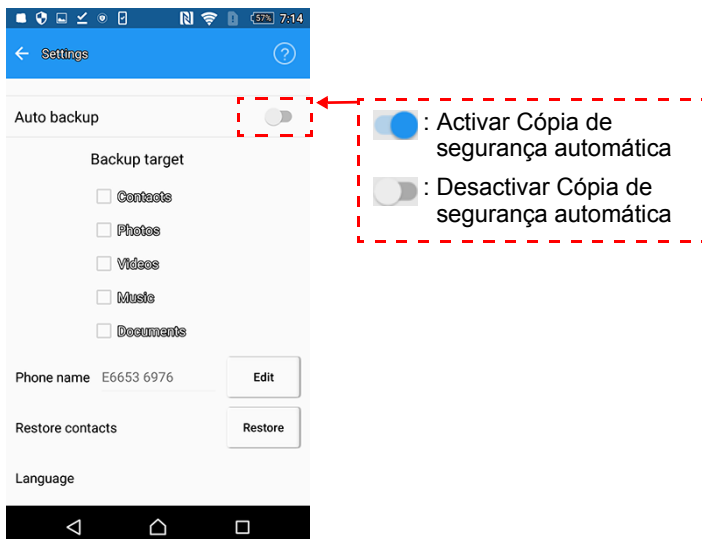 57% 7:14
Settings
Auto backup
Backup target
Contacts
Photos
Videos
Music
Documents
Phone name E6653 6976 Edit
Restore contacts Restore
Language
: Activar Cópia de
segurança automática
: Desactivar Cópia de
segurança automática